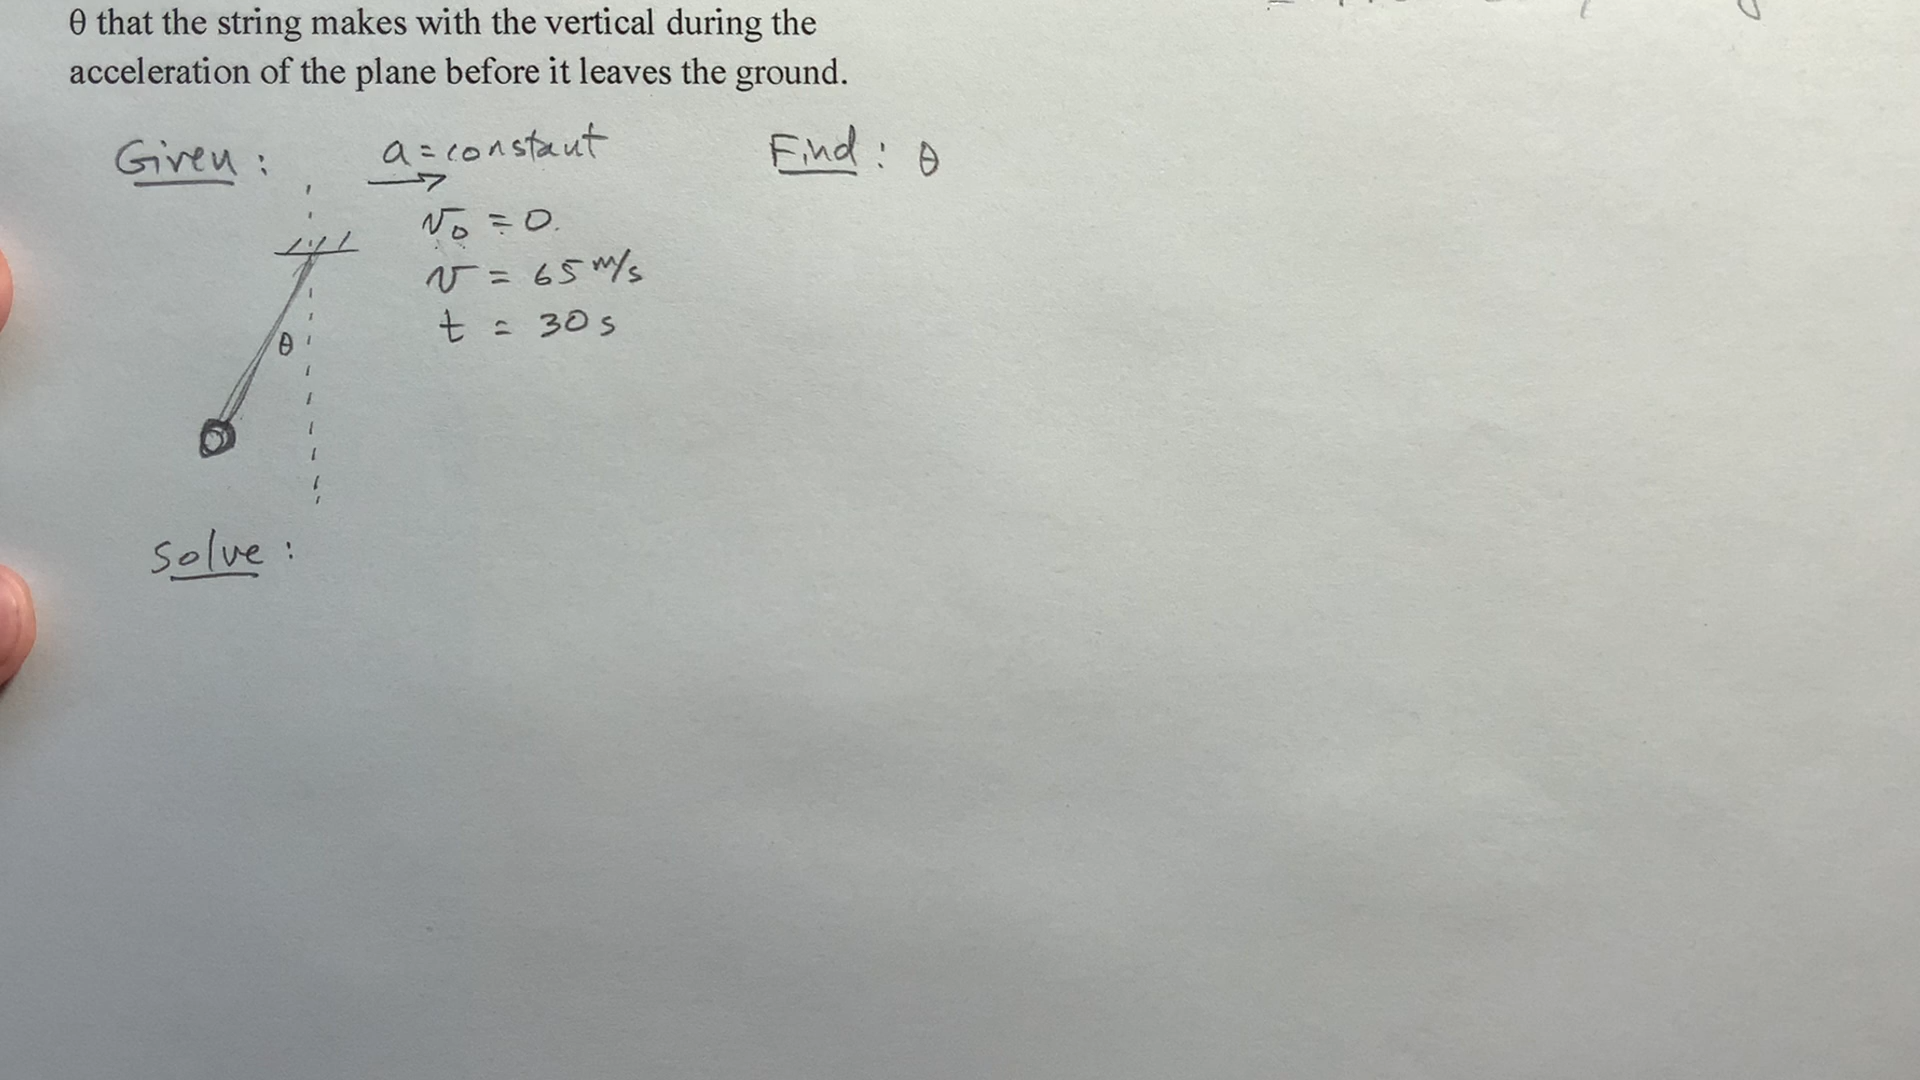 θ that the string makes with the vertical during the
acceleration of the plane before it leaves the ground.
Given : a = constant Find : θ
v₀ = 0.
v = 65 m/s
t = 30 s
θ
Solve :